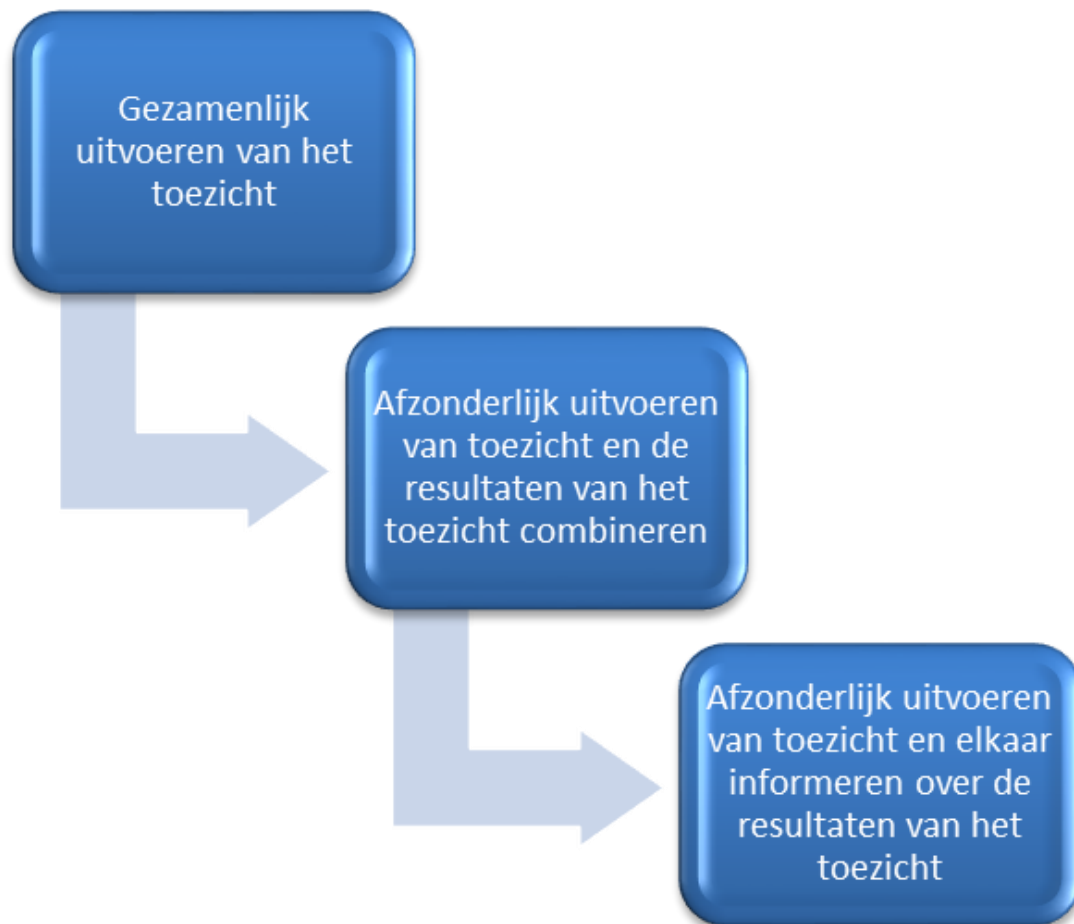 Gezamenlijk
uitvoeren van het
toezicht
Afzonderlijk uitvoeren
van toezicht en de
resultaten van het
toezicht combineren
Afzonderlijk uitvoeren
van toezicht en elkaar
informeren over de
resultaten van het
toezicht